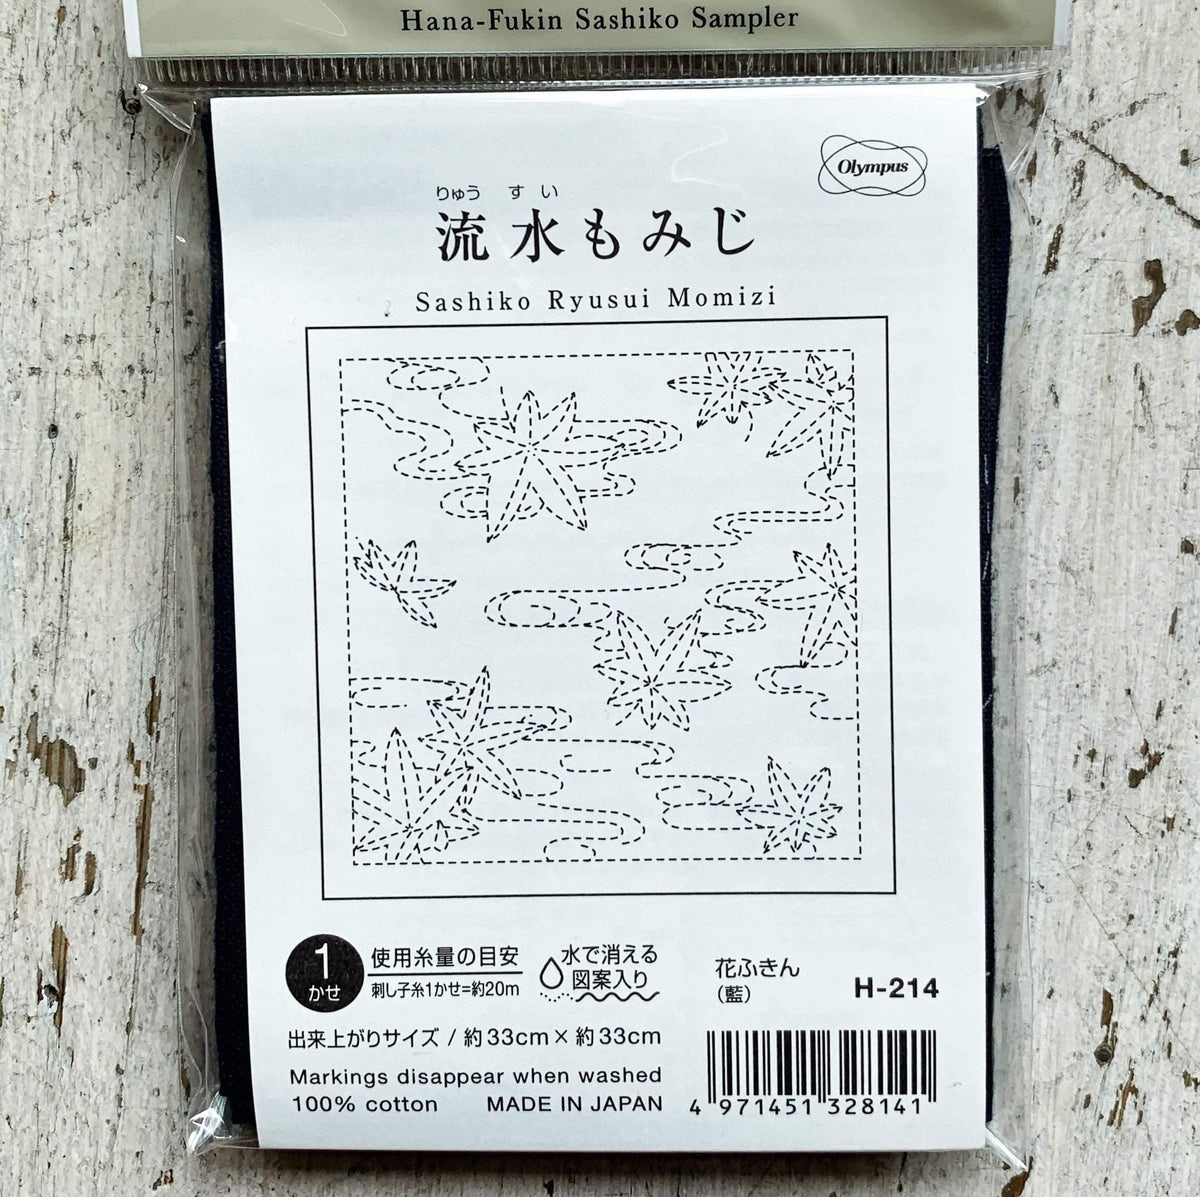 Hana-Fukin Sashiko Sampler
Olympus
りゅう すい
流水もみじ
Sashiko Ryusui Momizi
1
かせ
使用糸量の目安
刺し子糸1かせ=約20m
水で消える
図案入り
花ふきん
(藍)
H-214
出来上がりサイズ / 約33cm×約33cm
Markings disappear when washed
100% cotton MADE IN JAPAN
4 971451 328141